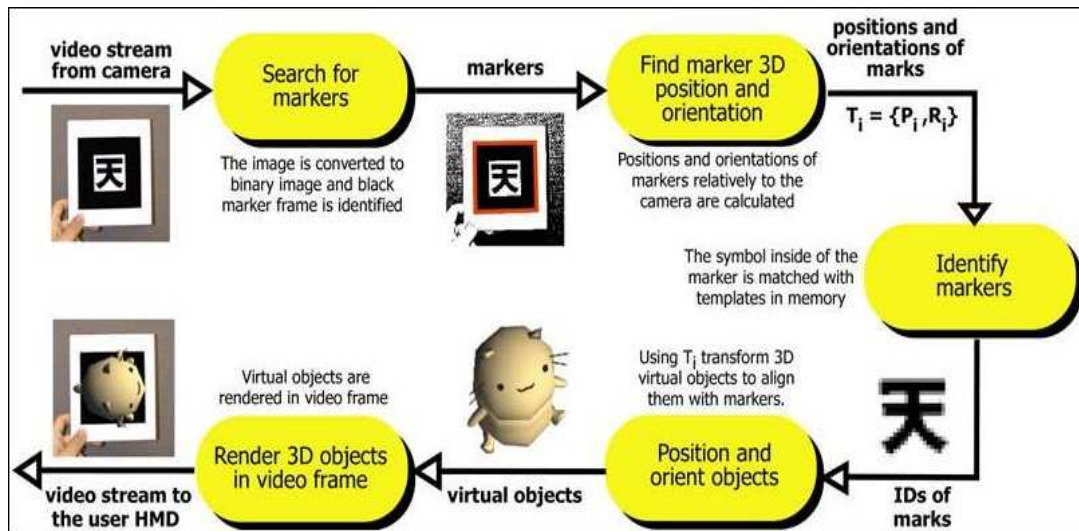 video stream
from camera
Search for
markers
markers
Find marker 3D
position and
orientation
positions and
orientations of
marks
T_i = {P_i ,R_i}
天
The image is converted to
binary image and black
marker frame is identified
天
Positions and orientations of
markers relatively to the
camera are calculated
The symbol inside of the
marker is matched with
templates in memory
Identify
markers
天
IDs of
marks
Using T_i transform 3D
virtual objects to align
them with markers.
Position and
orient objects
virtual objects
Virtual objects are
rendered in video frame
Render 3D objects
in video frame
video stream to
the user HMD